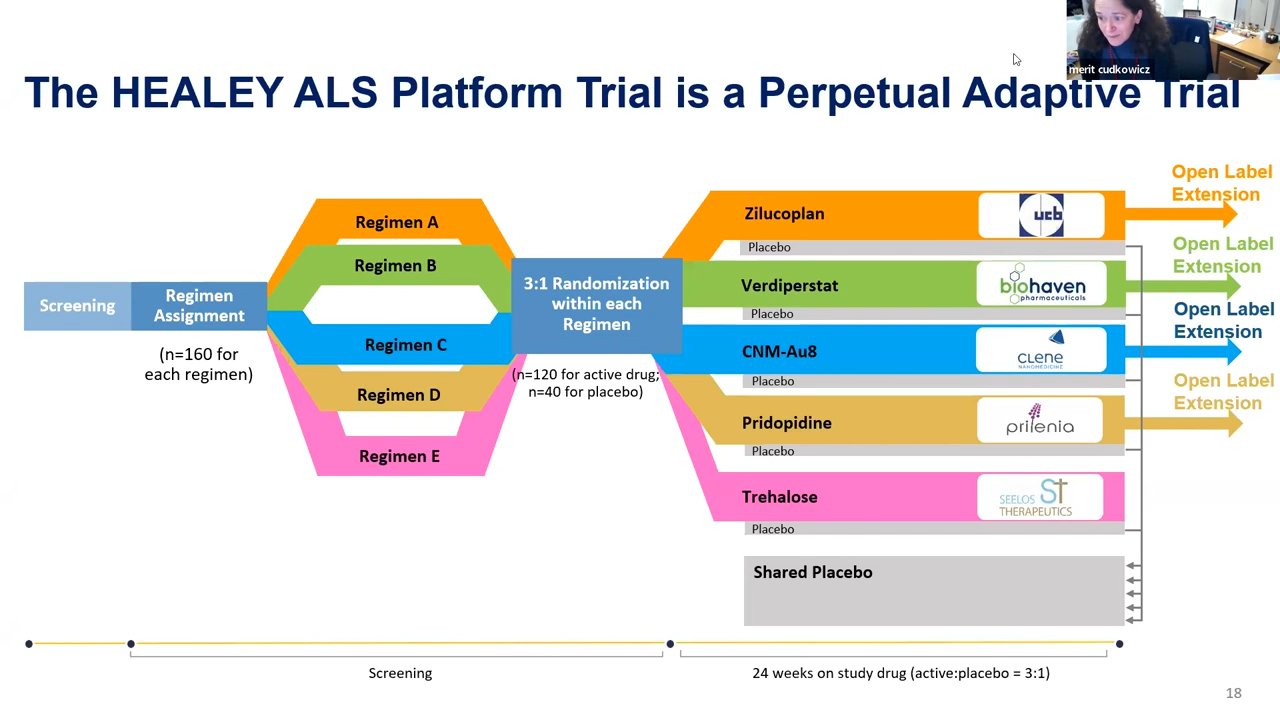 merit cudkowicz
The HEALEY ALS Platform Trial is a Perpetual Adaptive Trial
Screening
Regimen
Assignment
(n=160 for
each regimen)
Regimen A
Regimen B
Regimen C
Regimen D
Regimen E
3:1 Randomization
within each
Regimen
(n=120 for active drug;
n=40 for placebo)
Zilucoplan
ucb
Placebo
Open Label
Extension
Verdiperstat
biohaven
pharmaceuticals
Placebo
Open Label
Extension
CNM-Au8
CLENE
NANOMEDICINE
Placebo
Open Label
Extension
Pridopidine
prilenia
Placebo
Open Label
Extension
Trehalose
SEELOS St
THERAPEUTICS
Placebo
Shared Placebo
Screening
24 weeks on study drug (active:placebo = 3:1)
18